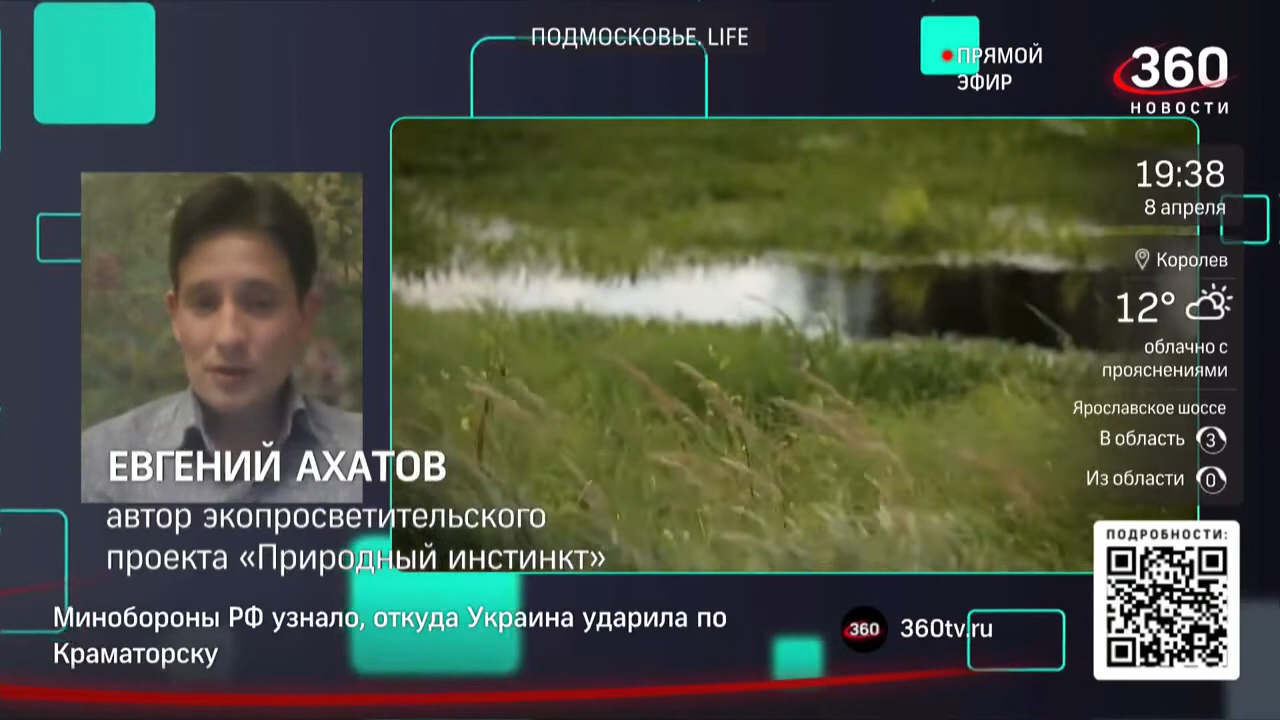 ПОДМОСКОВЬЕ. LIFE
ПРЯМОЙ
ЭФИР
360
НОВОСТИ
19:38
8 апреля
Королев
12°
облачно с
прояснениями
Ярославское шоссе
В область 3
Из области 0
ЕВГЕНИЙ АХАТОВ
автор экопросветительского
проекта «Природный инстинкт»
ПОДРОБНОСТИ:
Минобороны РФ узнало, откуда Украина ударила по
Краматорску
360 360tv.ru